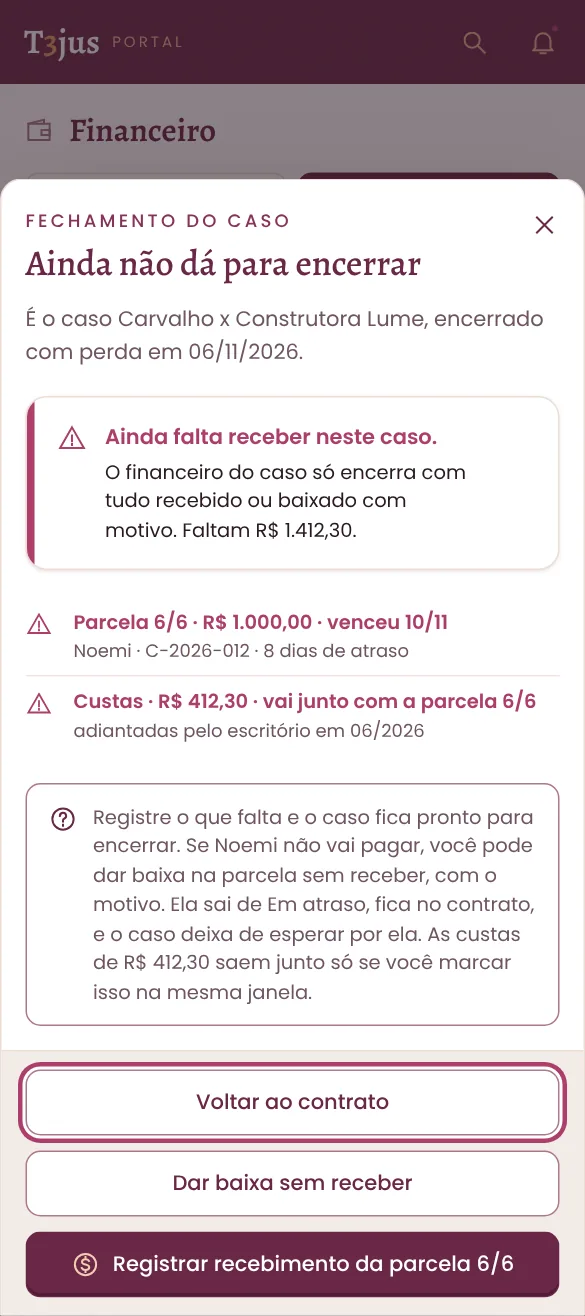 T3jus PORTAL
Financeiro
FECHAMENTO DO CASO
Ainda não dá para encerrar
É o caso Carvalho x Construtora Lume, encerrado
com perda em 06/11/2026.
Ainda falta receber neste caso.
O financeiro do caso só encerra com
tudo recebido ou baixado com
motivo. Faltam R$ 1.412,30.
Parcela 6/6 · R$ 1.000,00 · venceu 10/11
Noemi · C-2026-012 · 8 dias de atraso
Custas · R$ 412,30 · vai junto com a parcela 6/6
adiantadas pelo escritório em 06/2026
Registre o que falta e o caso fica pronto para
encerrar. Se Noemi não vai pagar, você pode
dar baixa na parcela sem receber, com o
motivo. Ela sai de Em atraso, fica no contrato,
e o caso deixa de esperar por ela. As custas
de R$ 412,30 saem junto só se você marcar
isso na mesma janela.
Voltar ao contrato
Dar baixa sem receber
Registrar recebimento da parcela 6/6